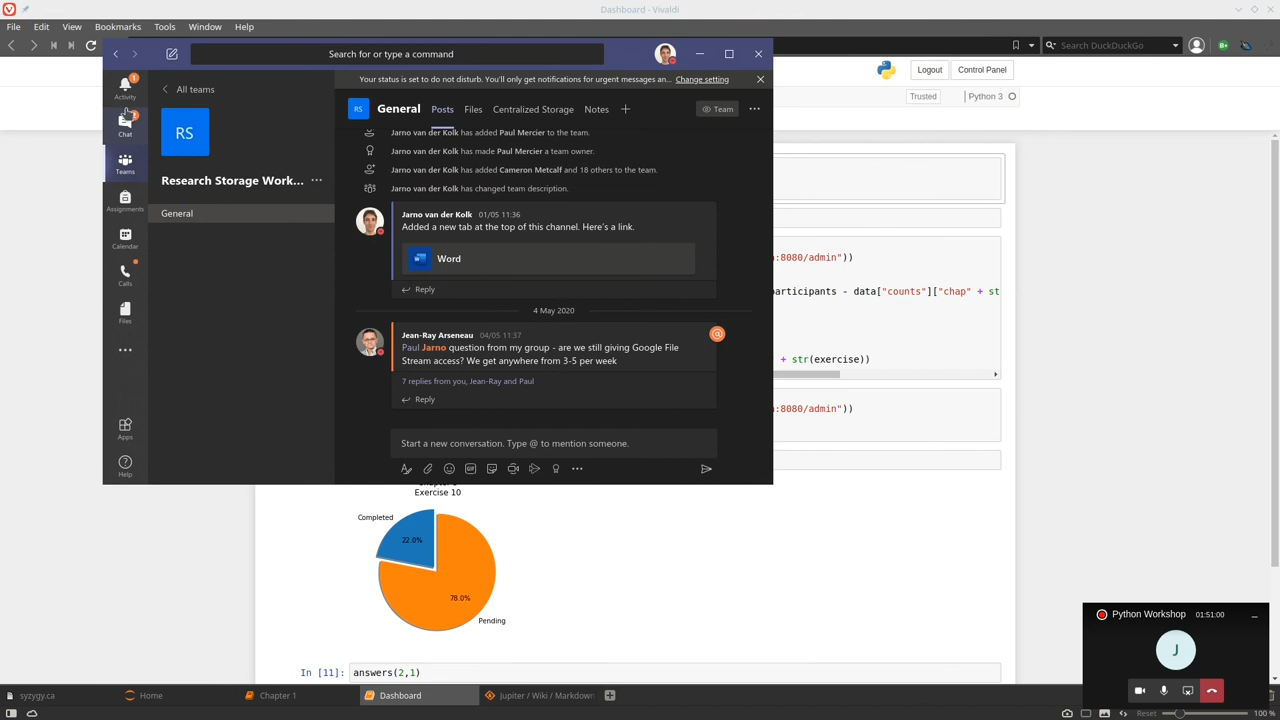 Dashboard - Vivaldi
File Edit View Bookmarks Tools Window Help
Search DuckDuckGo
Search for or type a command
Your status is set to do not disturb. You'll only get notifications for urgent messages an... Change setting
Logout Control Panel
Trusted Python 3
1
Activity
Chat
Teams
Assignments
Calendar
Calls
Files
Apps
Help
All teams
RS
Research Storage Work... ...
General
RS General Posts Files Centralized Storage Notes + Team ...
Jarno van der Kolk has added Paul Mercier to the team.
Jarno van der Kolk has made Paul Mercier a team owner.
Jarno van der Kolk has added Cameron Metcalf and 18 others to the team.
Jarno van der Kolk has changed team description.
Jarno van der Kolk 01/05 11:36
Added a new tab at the top of this channel. Here's a link.
Word
Reply
4 May 2020
Jean-Ray Arseneau 04/05 11:37
@
Paul Jarno question from my group - are we still giving Google File
Stream access? We get anywhere from 3-5 per week
7 replies from you, Jean-Ray and Paul
Reply
Start a new conversation. Type @ to mention someone.
GIF
n:8080/admin"))
participants - data["counts"]["chap" + st
+ str(exercise))
n:8080/admin"))
Exercise 10
Completed
22.0%
78.0%
Pending
In [11]: answers(2,1)
Python Workshop 01:51:00
J
syzygy.ca Home Chapter 1 Dashboard Jupiter / Wiki / Markdown
Reset 100 %